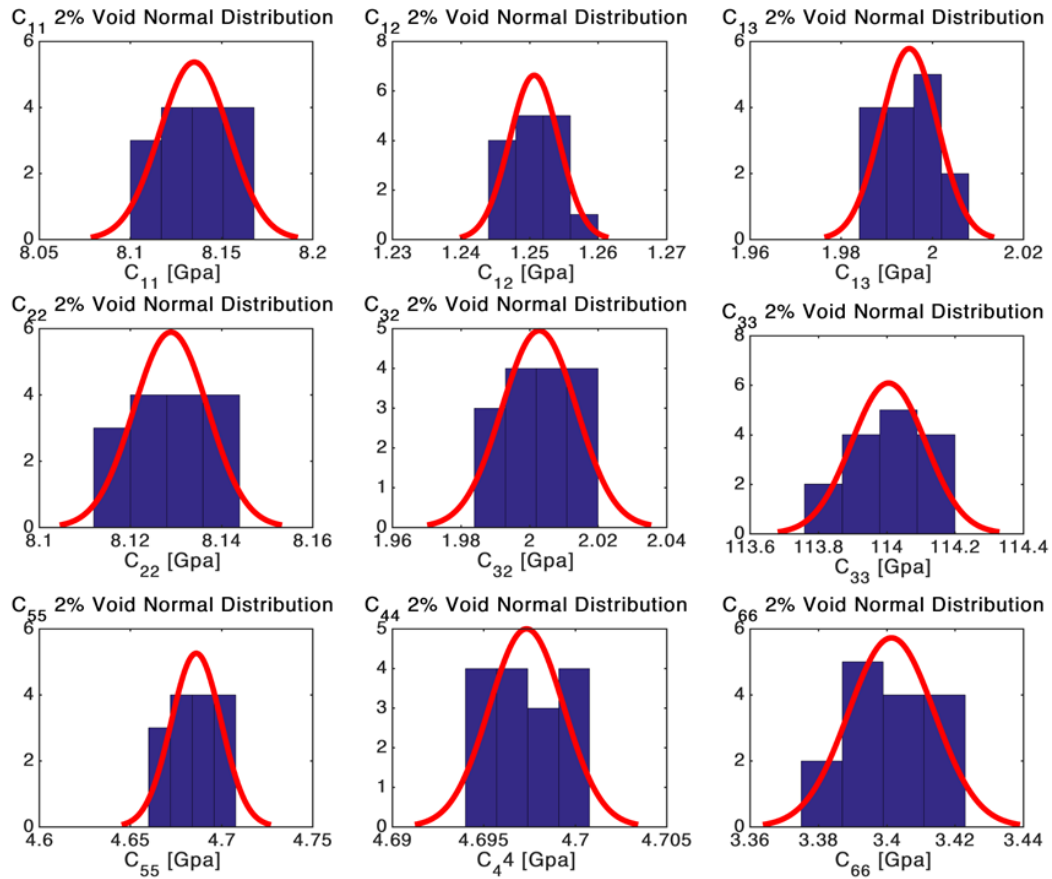 C11 2% Void Normal Distribution
6
4
2
0
8.05 8.1 8.15 8.2
C11 [Gpa]
C12 2% Void Normal Distribution
8
6
4
2
0
1.23 1.24 1.25 1.26 1.27
C12 [Gpa]
C13 2% Void Normal Distribution
6
4
2
0
1.96 1.98 2 2.02
C13 [Gpa]
C22 2% Void Normal Distribution
6
4
2
0
8.1 8.12 8.14 8.16
C22 [Gpa]
C32 2% Void Normal Distribution
5
4
3
2
1
0
1.96 1.98 2 2.02 2.04
C32 [Gpa]
C33 2% Void Normal Distribution
8
6
4
2
0
113.6 113.8 114 114.2 114.4
C33 [Gpa]
C55 2% Void Normal Distribution
6
4
2
0
4.6 4.65 4.7 4.75
C55 [Gpa]
C44 2% Void Normal Distribution
5
4
3
2
1
0
4.69 4.695 4.7 4.705
C44 [Gpa]
C66 2% Void Normal Distribution
6
4
2
0
3.36 3.38 3.4 3.42 3.44
C66 [Gpa]